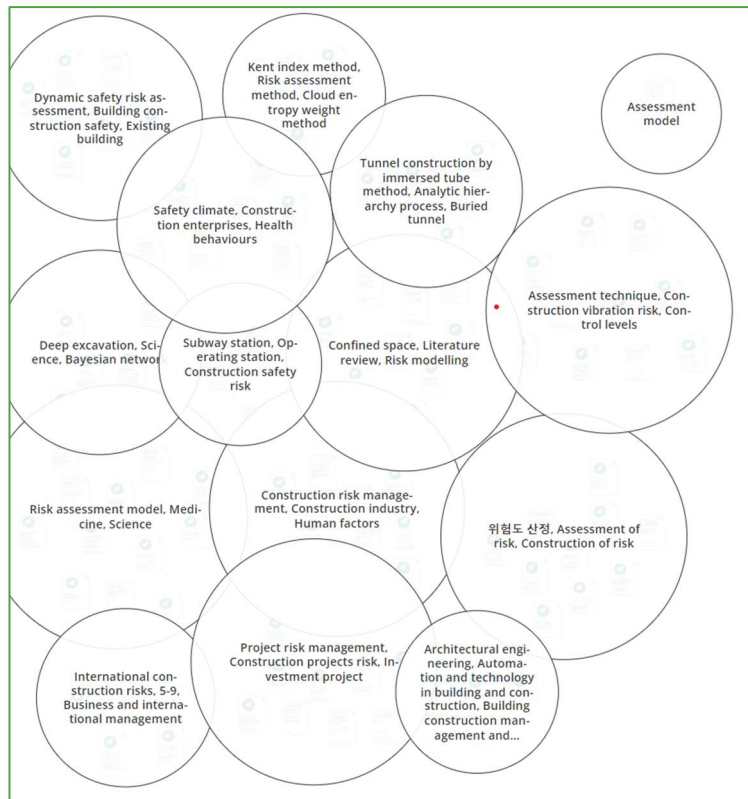 Kent index method,
Risk assessment
method, Cloud en-
tropy weight
method
Dynamic safety risk as-
sessment, Building con-
struction safety, Existing
building
Assessment
model
Tunnel construction by
immersed tube
method, Analytic hier-
archy process, Buried
tunnel
Safety climate, Construc-
tion enterprises, Health
behaviours
Assessment technique, Con-
struction vibration risk, Con-
trol levels
Deep excavation, Sci-
ence, Bayesian network
Subway station, Op-
erating station,
Construction safety
risk
Confined space, Literature
review, Risk modelling
Risk assessment model, Medi-
cine, Science
Construction risk manage-
ment, Construction industry,
Human factors
위험도 산정, Assessment of
risk, Construction of risk
Project risk management,
Construction projects risk, In-
vestment project
Architectural engi-
neering, Automation
and technology
in building and con-
struction, Building
construction man-
agement and...
International con-
struction risks, 5-9,
Business and interna-
tional management